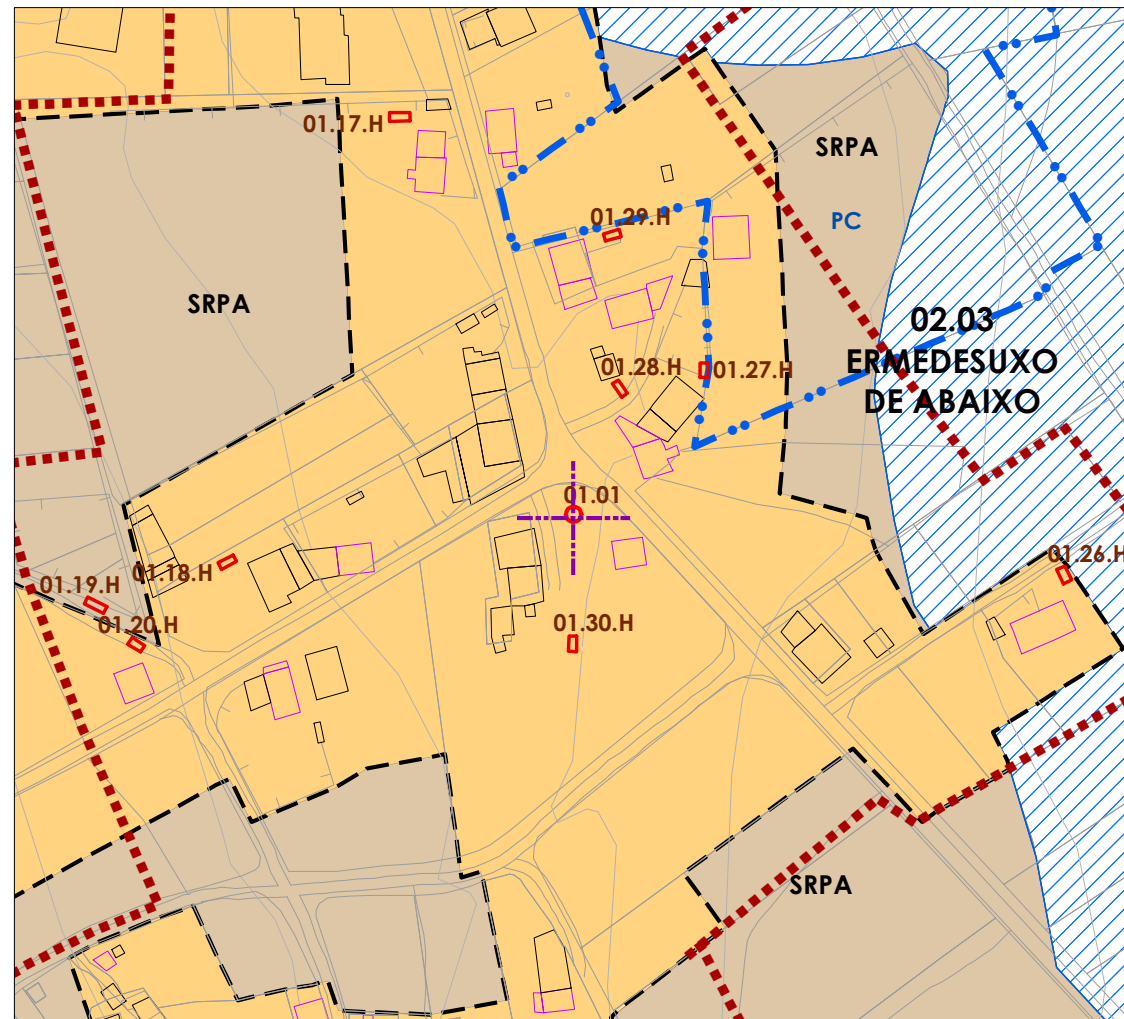 01.17.H
SRPA
PC
01.29.H
SRPA
02.03
ERMEDESUXO
DE ABAIXO
01.28.H
01.27.H
01.01
01.26.H
01.18.H
01.19.H
01.20.H
01.30.H
SRPA